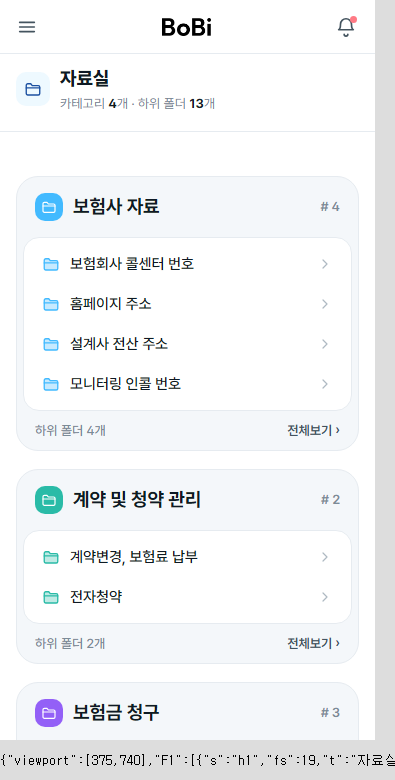 BoBi
자료실
카테고리 4개 · 하위 폴더 13개
보험사 자료
# 4
보험회사 콜센터 번호
홈페이지 주소
설계사 전산 주소
모니터링 인콜 번호
하위 폴더 4개
전체보기 ›
계약 및 청약 관리
# 2
계약변경, 보험료 납부
전자청약
하위 폴더 2개
전체보기 ›
보험금 청구
# 3
{"viewport":[375,740],"F1":[{"s":"h1","fs":19,"t":"자료실